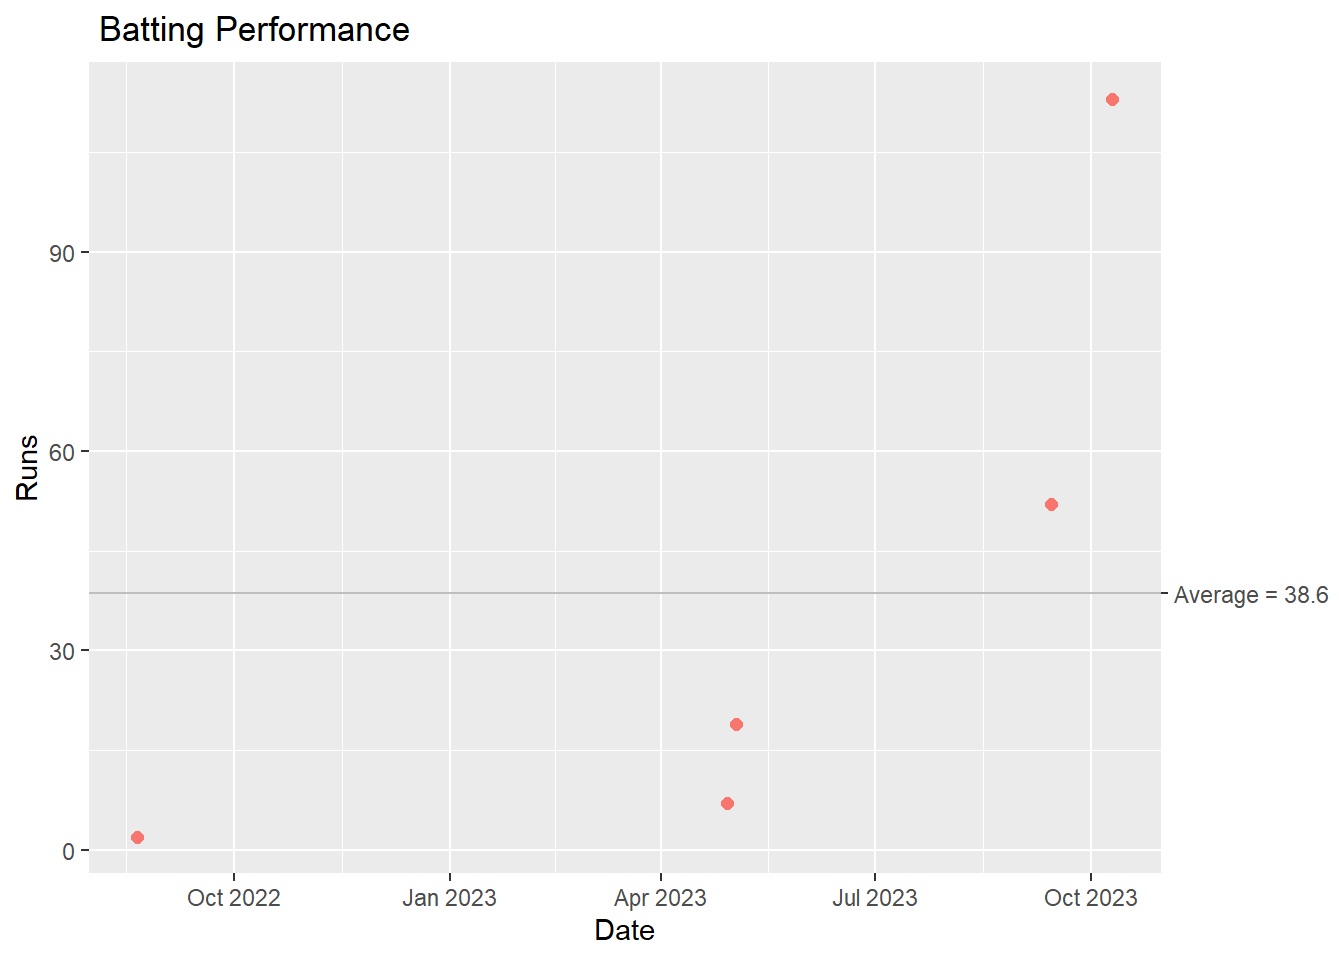 Batting Performance
90
60
30
0
Runs
Average = 38.6
Oct 2022
Jan 2023
Apr 2023
Jul 2023
Oct 2023
Date